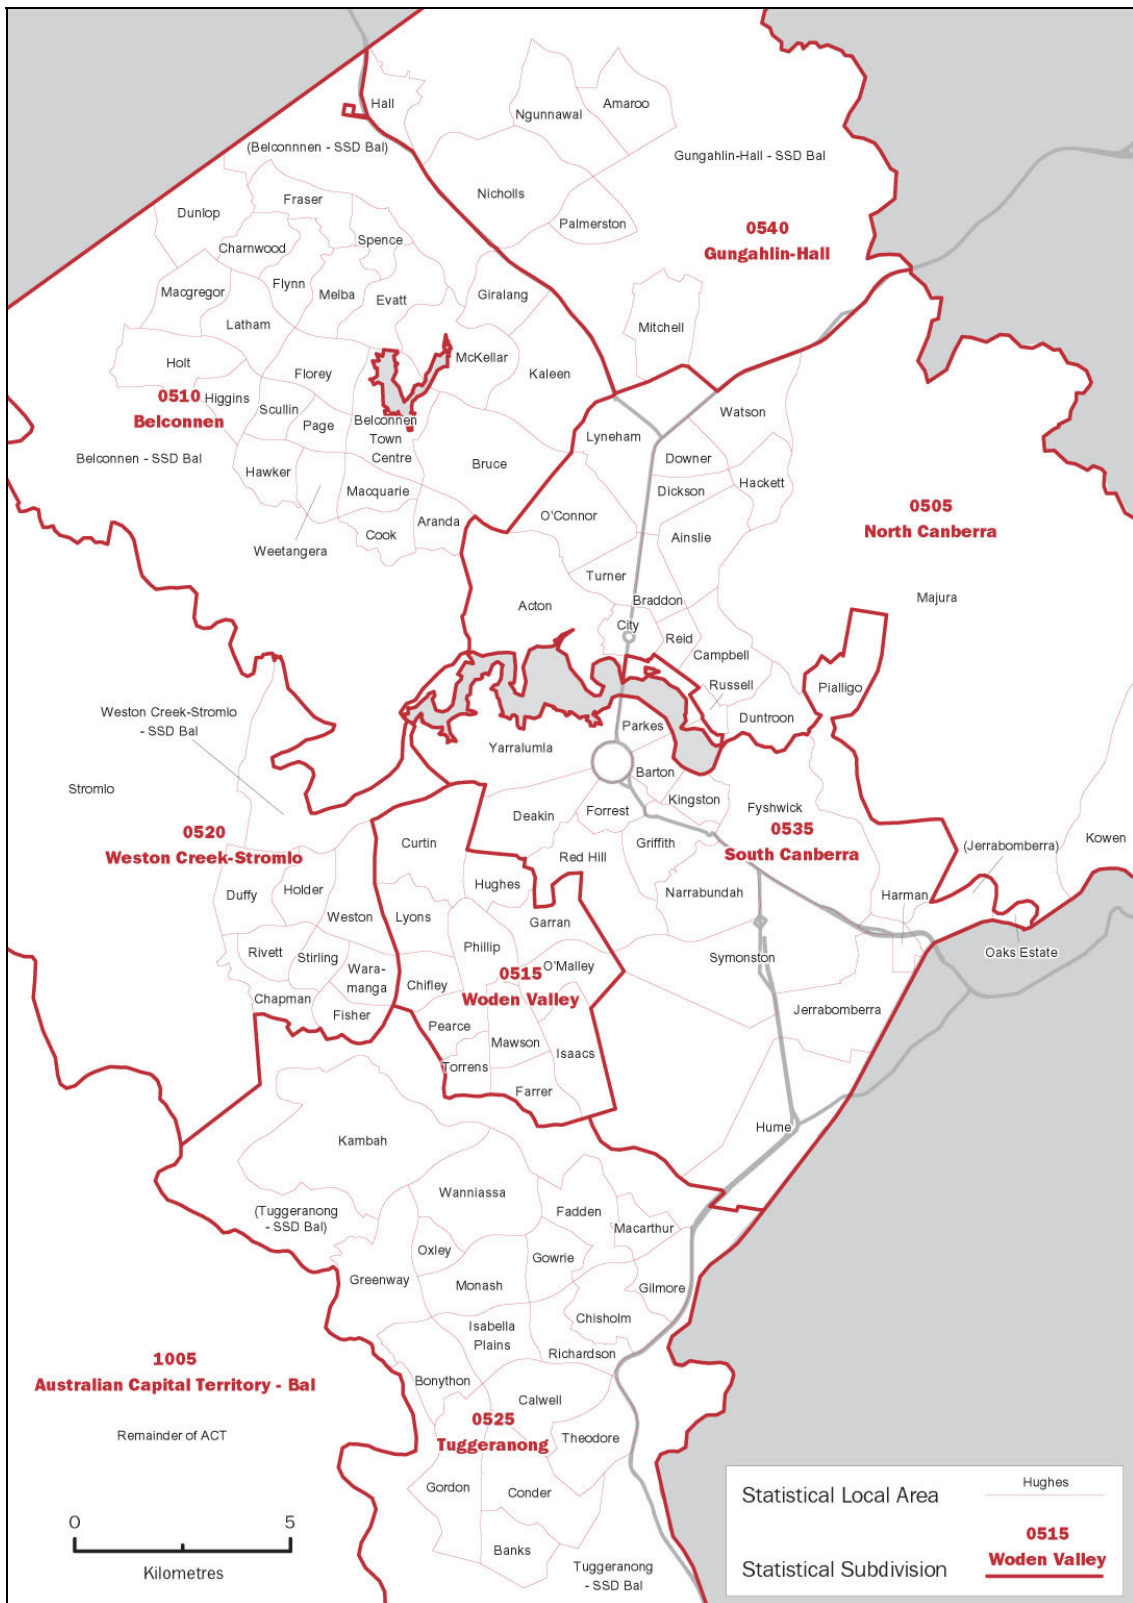 Hall
Ngunnawal
Amaroo
(Belconnnen - SSD Bal)
Gungahlin-Hall - SSD Bal
Nicholls
Fraser
Dunlop
Palmerston
0540
Gungahlin-Hall
Spence
Charnwood
Flynn
Macgregor
Melba
Evatt
Giralang
Latham
Mitchell
McKellar
Holt
Florey
Kaleen
0510
Belconnen
Higgins
Scullin
Page
Belconnen
Town
Centre
Watson
Lyneham
Belconnen - SSD Bal
Hawker
Bruce
Downer
Macquarie
Dickson
Hackett
0505
North Canberra
O'Connor
Aranda
Cook
Weetangera
Ainslie
Turner
Majura
Acton
Braddon
City
Reid
Campbell
Russell
Pialligo
Weston Creek-Stromlo
- SSD Bal
Duntroon
Parkes
Yarralumla
Barton
Stromlo
Kingston
Fyshwick
Deakin
Forrest
0520
Weston Creek-Stromlo
Curtin
Griffith
0535
South Canberra
Kowen
(Jerrabomberra)
Red Hill
Hughes
Narrabundah
Duffy
Holder
Harman
Weston
Lyons
Garran
Phillip
Rivett
Stirling
Oaks Estate
Symonston
Wara-
manga
O'Malley
0515
Woden Valley
Chifley
Chapman
Jerrabomberra
Fisher
Pearce
Mawson
Isaacs
Torrens
Farrer
Hume
Kambah
Wanniassa
(Tuggeranong
- SSD Bal)
Fadden
Macarthur
Oxley
Gowrie
Greenway
Monash
Gilmore
Chisholm
Isabella
Plains
Richardson
1005
Australian Capital Territory - Bal
Bonython
Calwell
0525
Tuggeranong
Remainder of ACT
Theodore
Gordon
Conder
Banks
Tuggeranong
- SSD Bal
0 5
Kilometres
Statistical Local Area
Hughes
Statistical Subdivision
0515
Woden Valley